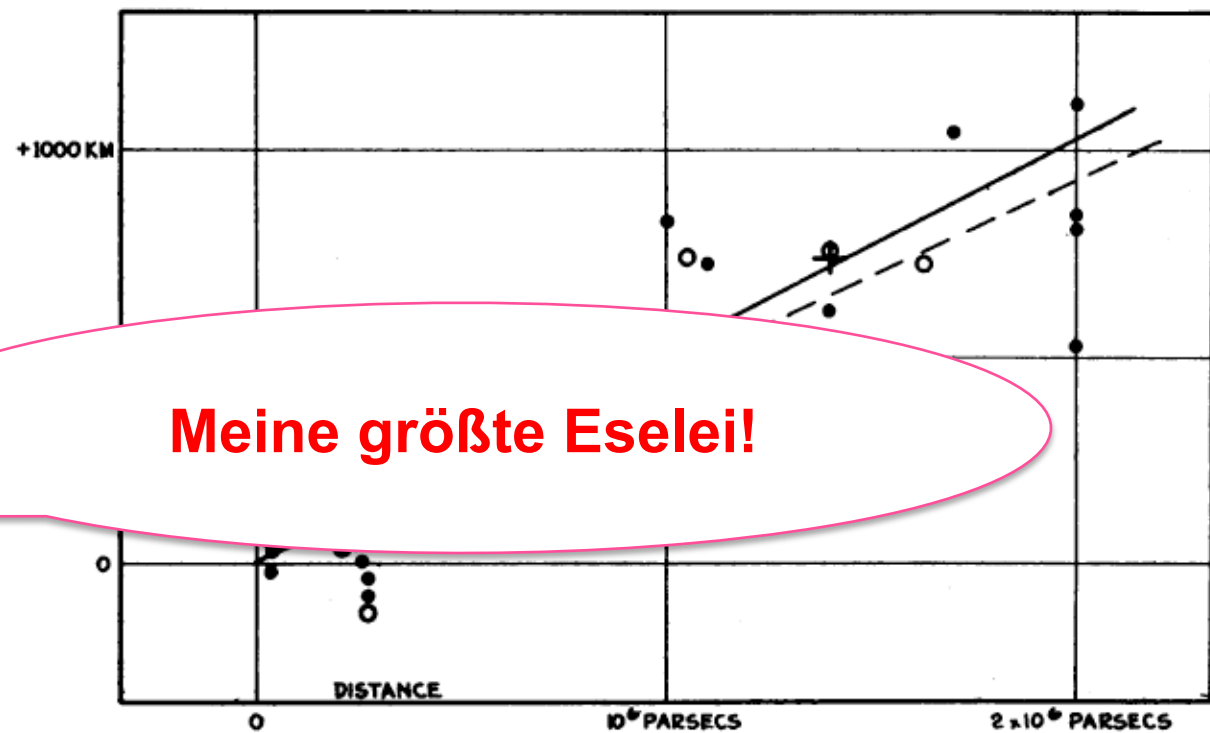 +1000 KM
Meine größte Eselei!
0
DISTANCE
0
10⁶ PARSECS
2 x 10⁶ PARSECS